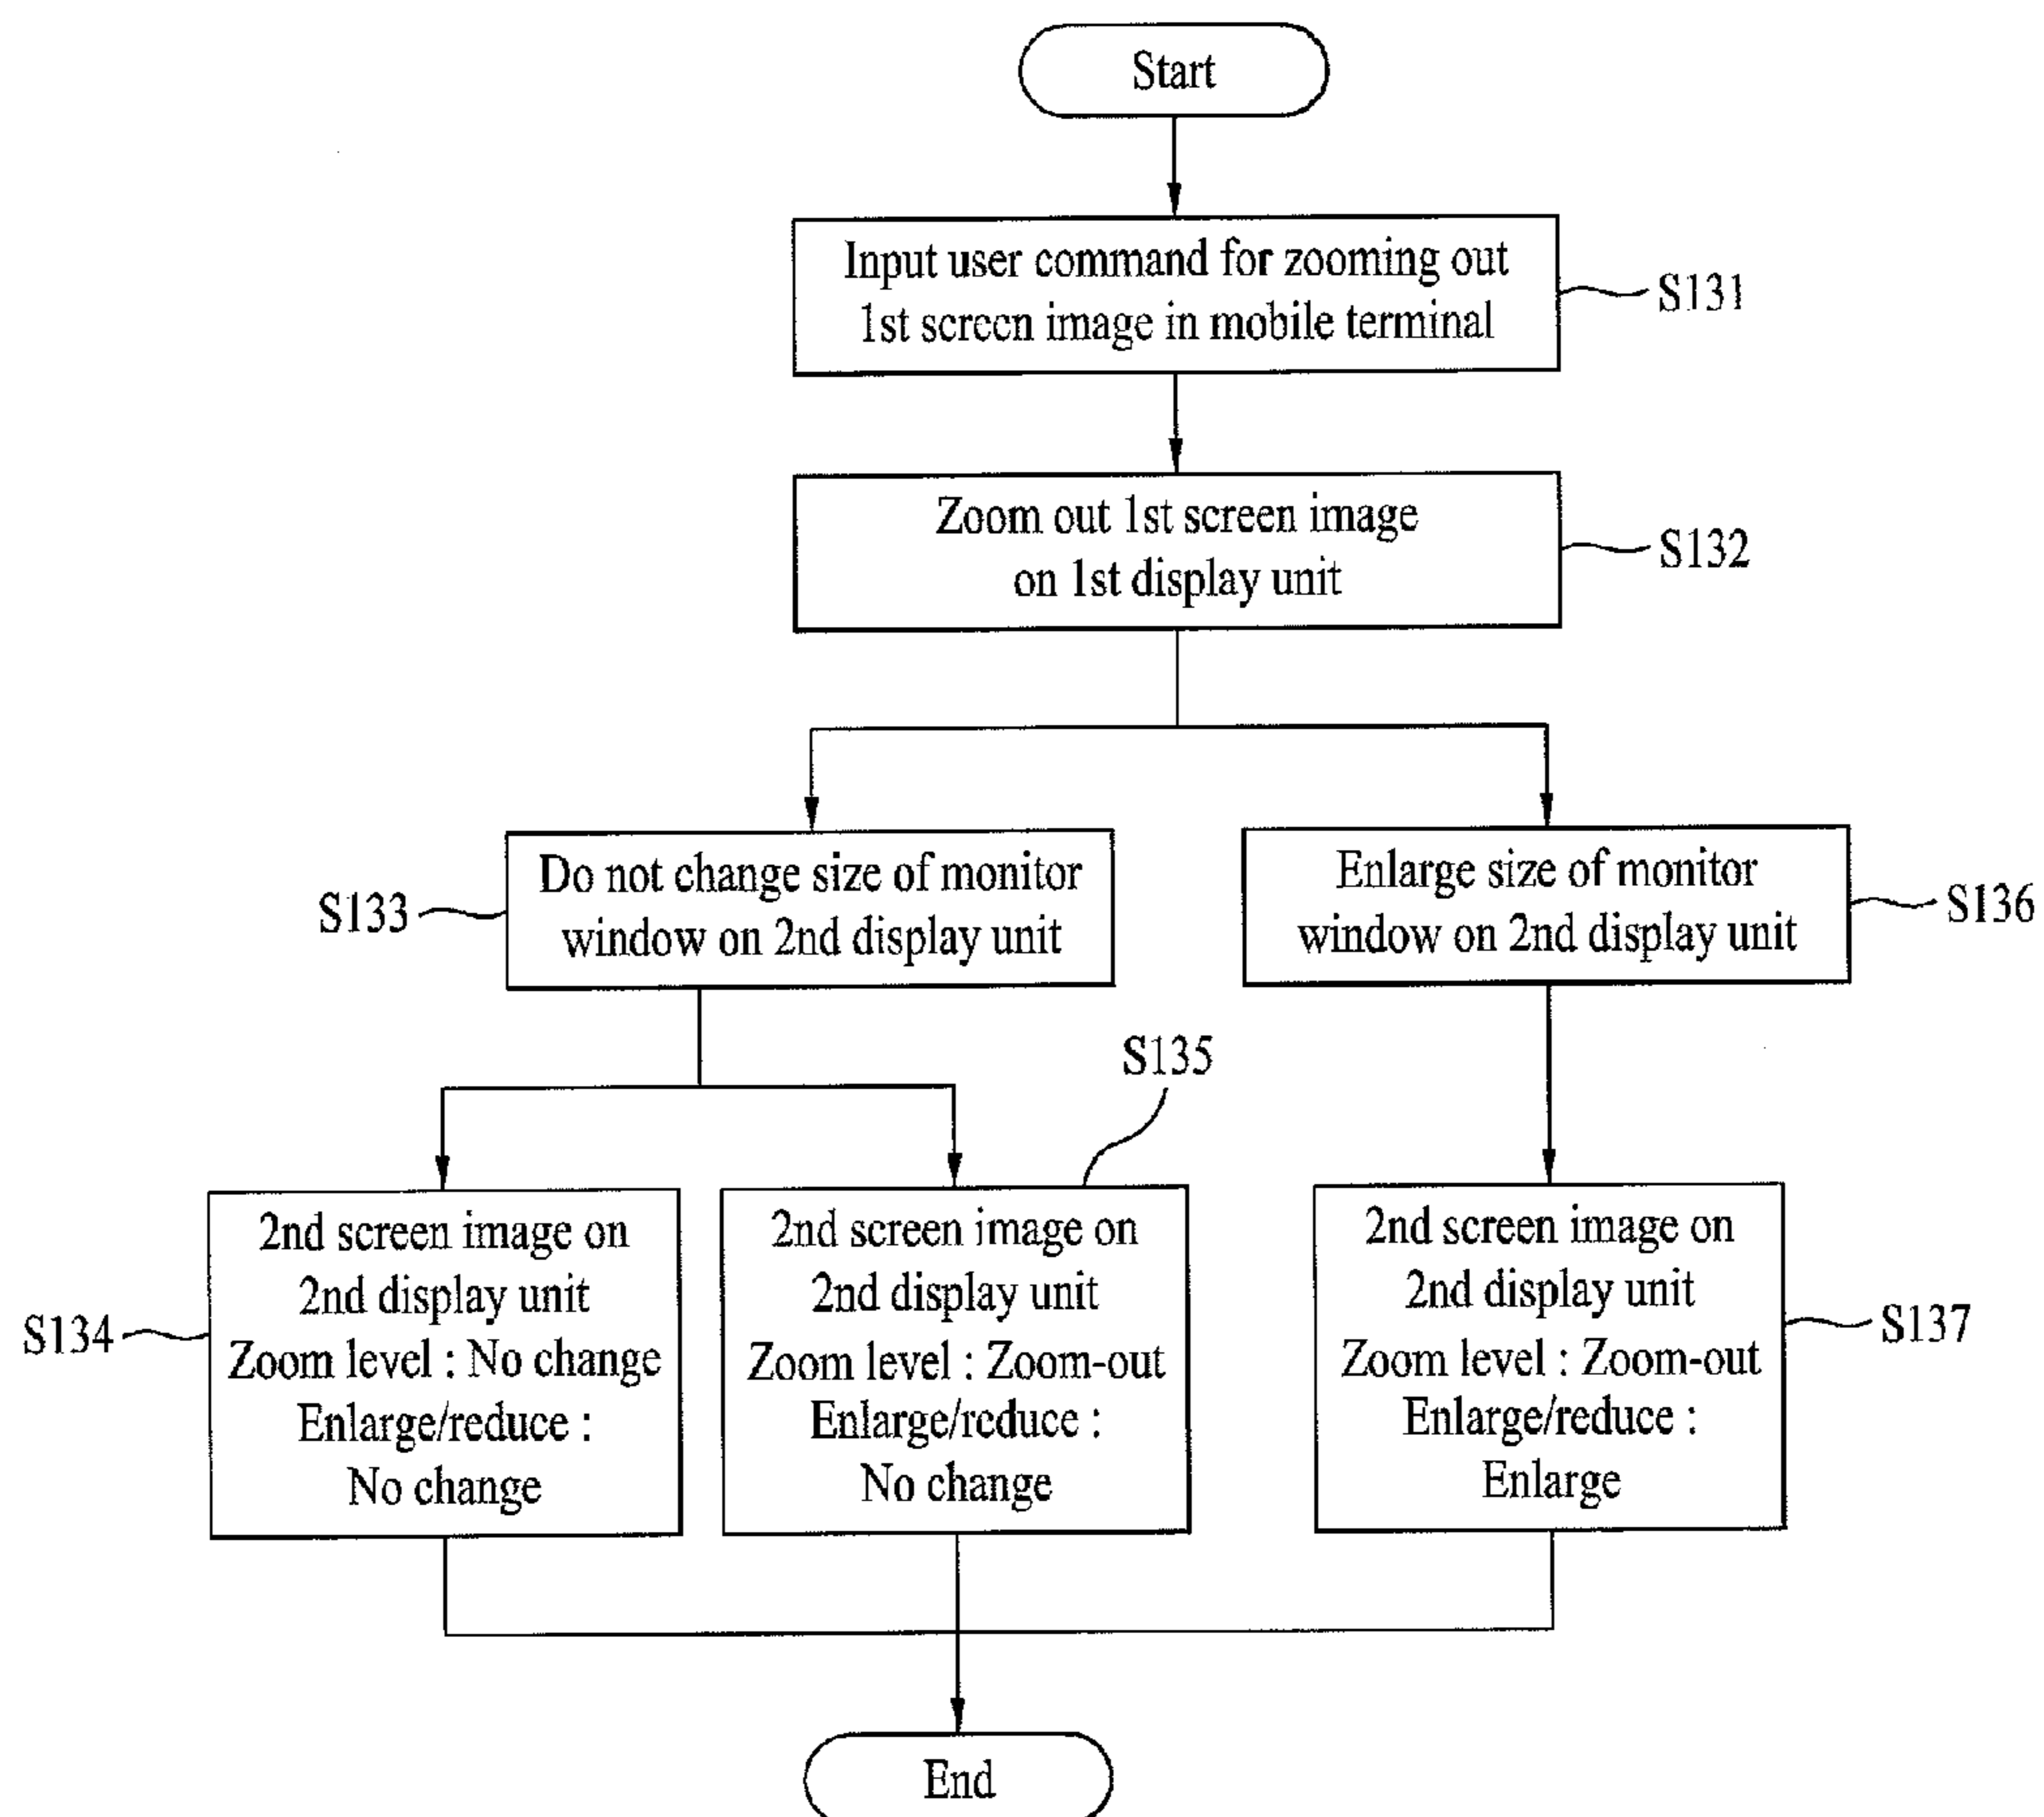 Start
Input user command for zooming out
1st screen image in mobile terminal
S131
Zoom out 1st screen image
on 1st display unit
S132
Do not change size of monitor
window on 2nd display unit
S133
Enlarge size of monitor
window on 2nd display unit
S136
S135
2nd screen image on
2nd display unit
Zoom level : No change
Enlarge/reduce :
No change
S134
2nd screen image on
2nd display unit
Zoom level : Zoom-out
Enlarge/reduce :
No change
2nd screen image on
2nd display unit
Zoom level : Zoom-out
Enlarge/reduce :
Enlarge
S137
End